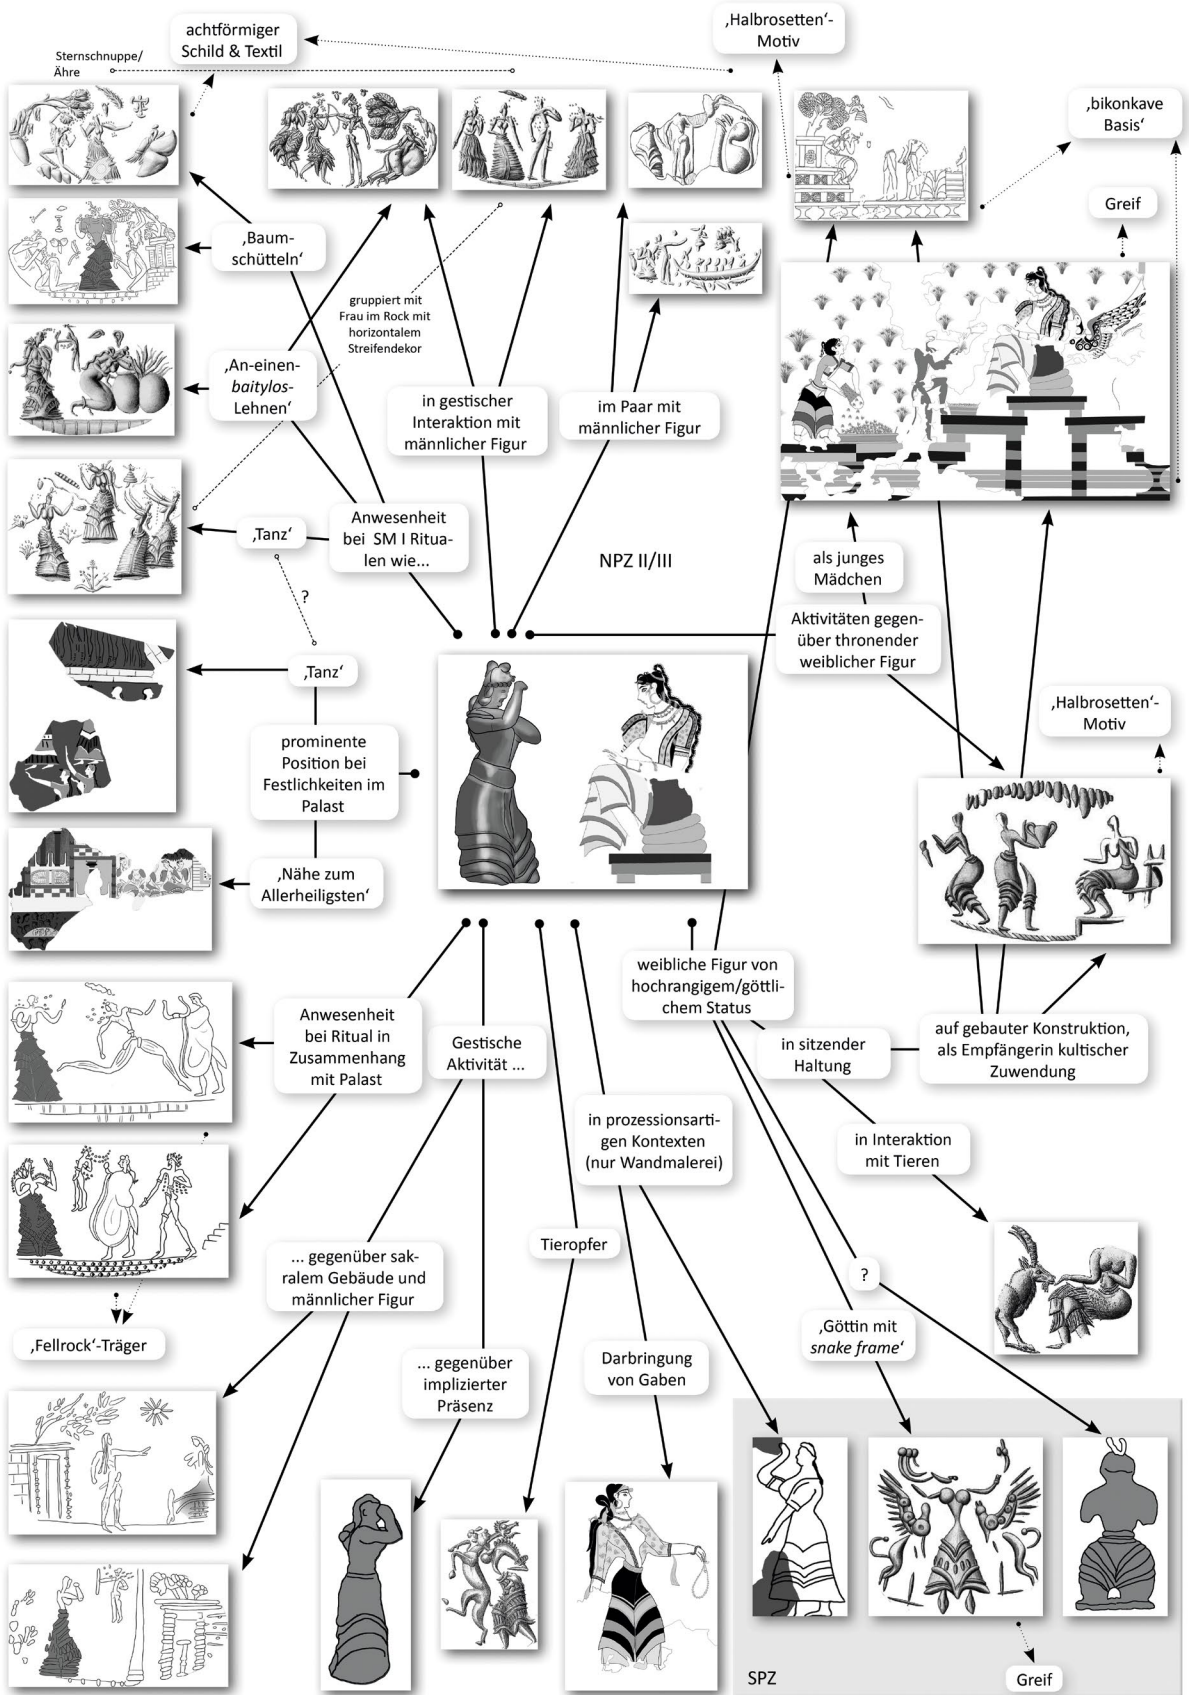 achtförmiger
Schild & Textil
‚Halbrosetten‘-
Motiv
Sternschnuppe/
Ähre
‚bikonkave
Basis‘
Greif
‚Baum-
schütteln‘
gruppiert mit
Frau im Rock mit
horizontalem
Streifendekor
‚An-einen-
baitylos-
Lehnen‘
in gestischer
Interaktion mit
männlicher Figur
im Paar mit
männlicher Figur
‚Tanz‘
Anwesenheit
bei SM I Ritua-
len wie...
NPZ II/III
als junges
Mädchen
?
Aktivitäten gegen-
über thronender
weiblicher Figur
‚Tanz‘
‚Halbrosetten‘-
Motiv
prominente
Position bei
Festlichkeiten im
Palast
‚Nähe zum
Allerheiligsten‘
weibliche Figur von
hochrangigem/göttli-
chem Status
Anwesenheit
bei Ritual in
Zusammenhang
mit Palast
Gestische
Aktivität ...
in sitzender
Haltung
auf gebauter Konstruktion,
als Empfängerin kultischer
Zuwendung
in prozessionsarti-
gen Kontexten
(nur Wandmalerei)
in Interaktion
mit Tieren
Tieropfer
... gegenüber sak-
ralem Gebäude und
männlicher Figur
?
‚Fellrock‘-Träger
‚Göttin mit
snake frame‘
... gegenüber
implizierter
Präsenz
Darbringung
von Gaben
SPZ
Greif